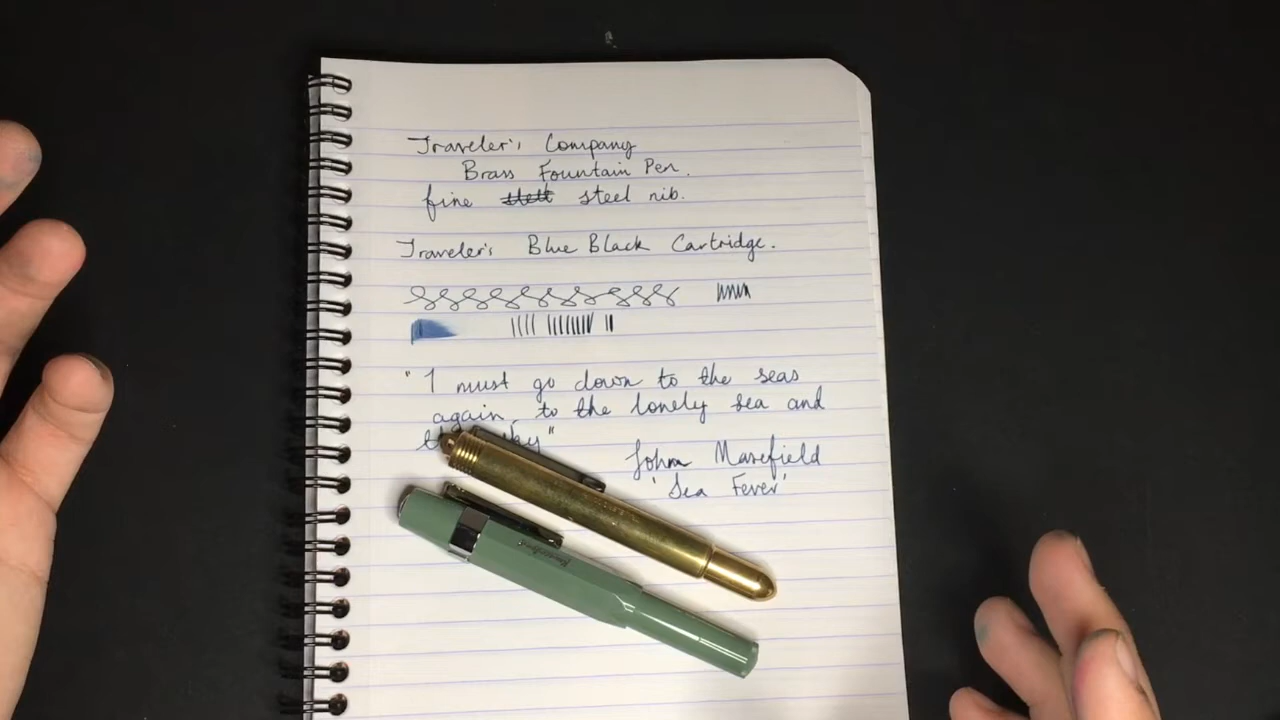 Traveler's Company
Brass Fountain Pen.
fine steel nib.
Traveler's Blue Black Cartridge.
" I must go down to the seas
again, to the lonely sea and
sky"
John Masefield
'Sea Fever'